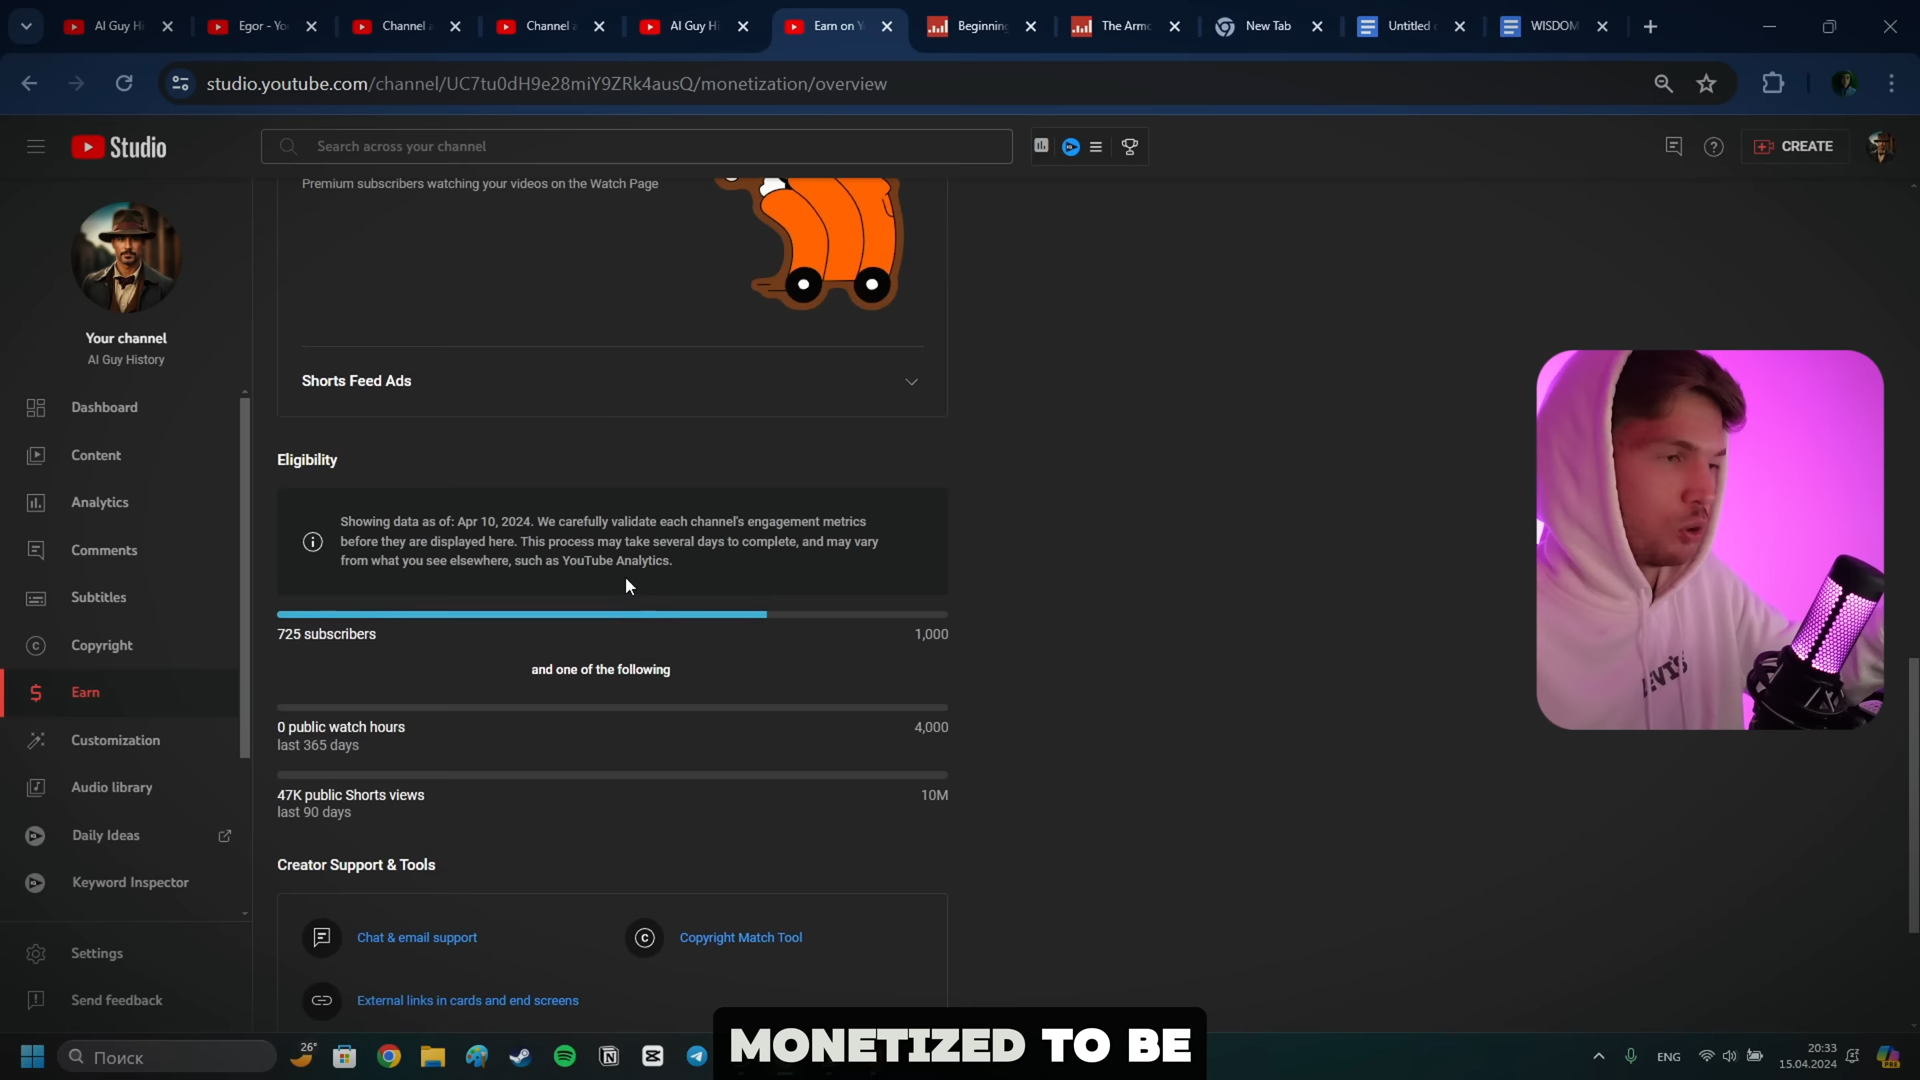 AI Guy Hi
Egor - Yo
Channel
Channel
AI Guy Hi
Earn on Y
Beginning
The Armo
New Tab
Untitled
WISDOM
studio.youtube.com/channel/UC7tu0dH9e28miY9ZRk4ausQ/monetization/overview
Studio
Search across your channel
CREATE
Premium subscribers watching your videos on the Watch Page
Your channel
AI Guy History
Dashboard
Content
Analytics
Comments
Subtitles
Copyright
Earn
Customization
Audio library
Daily Ideas
Keyword Inspector
Settings
Send feedback
Shorts Feed Ads
Eligibility
Showing data as of: Apr 10, 2024. We carefully validate each channel's engagement metrics
before they are displayed here. This process may take several days to complete, and may vary
from what you see elsewhere, such as YouTube Analytics.
725 subscribers 1,000
and one of the following
0 public watch hours 4,000
last 365 days
47K public Shorts views 10M
last 90 days
Creator Support & Tools
Chat & email support
Copyright Match Tool
External links in cards and end screens
MONETIZED TO BE
Поиск
26°
ENG
20:33
15.04.2024